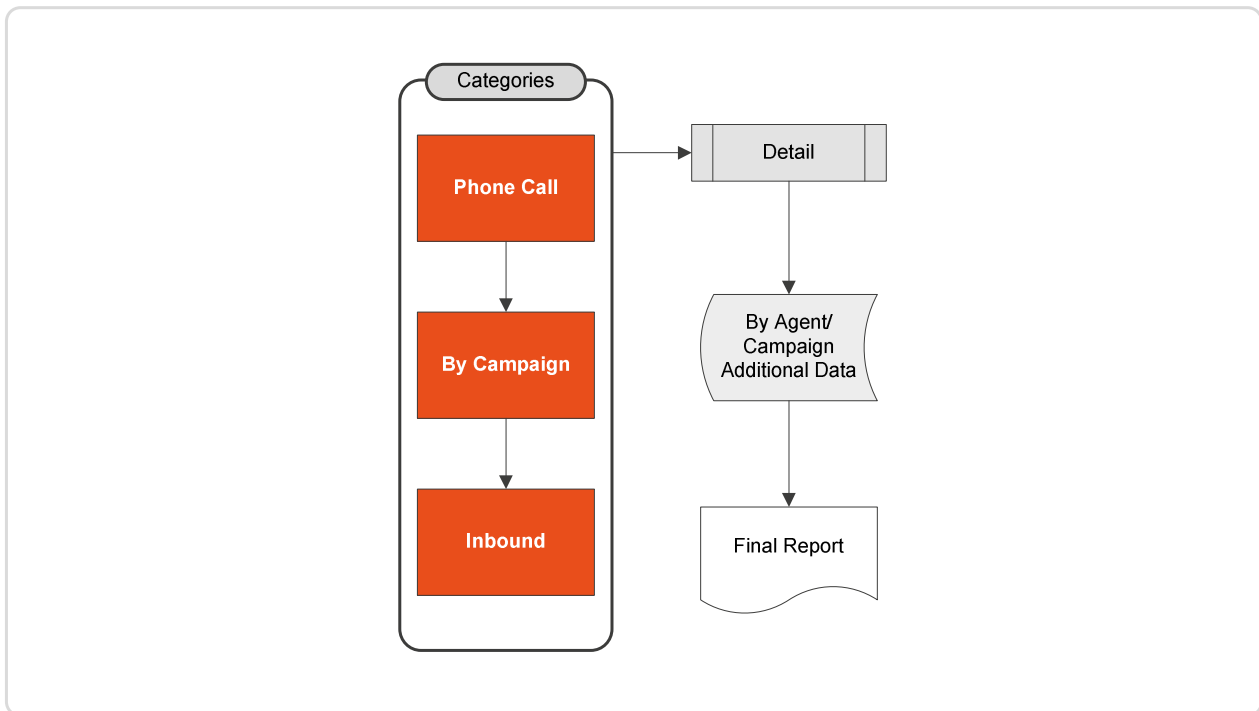 Categories
Phone Call
By Campaign
Inbound
Detail
By Agent/
Campaign
Additional Data
Final Report